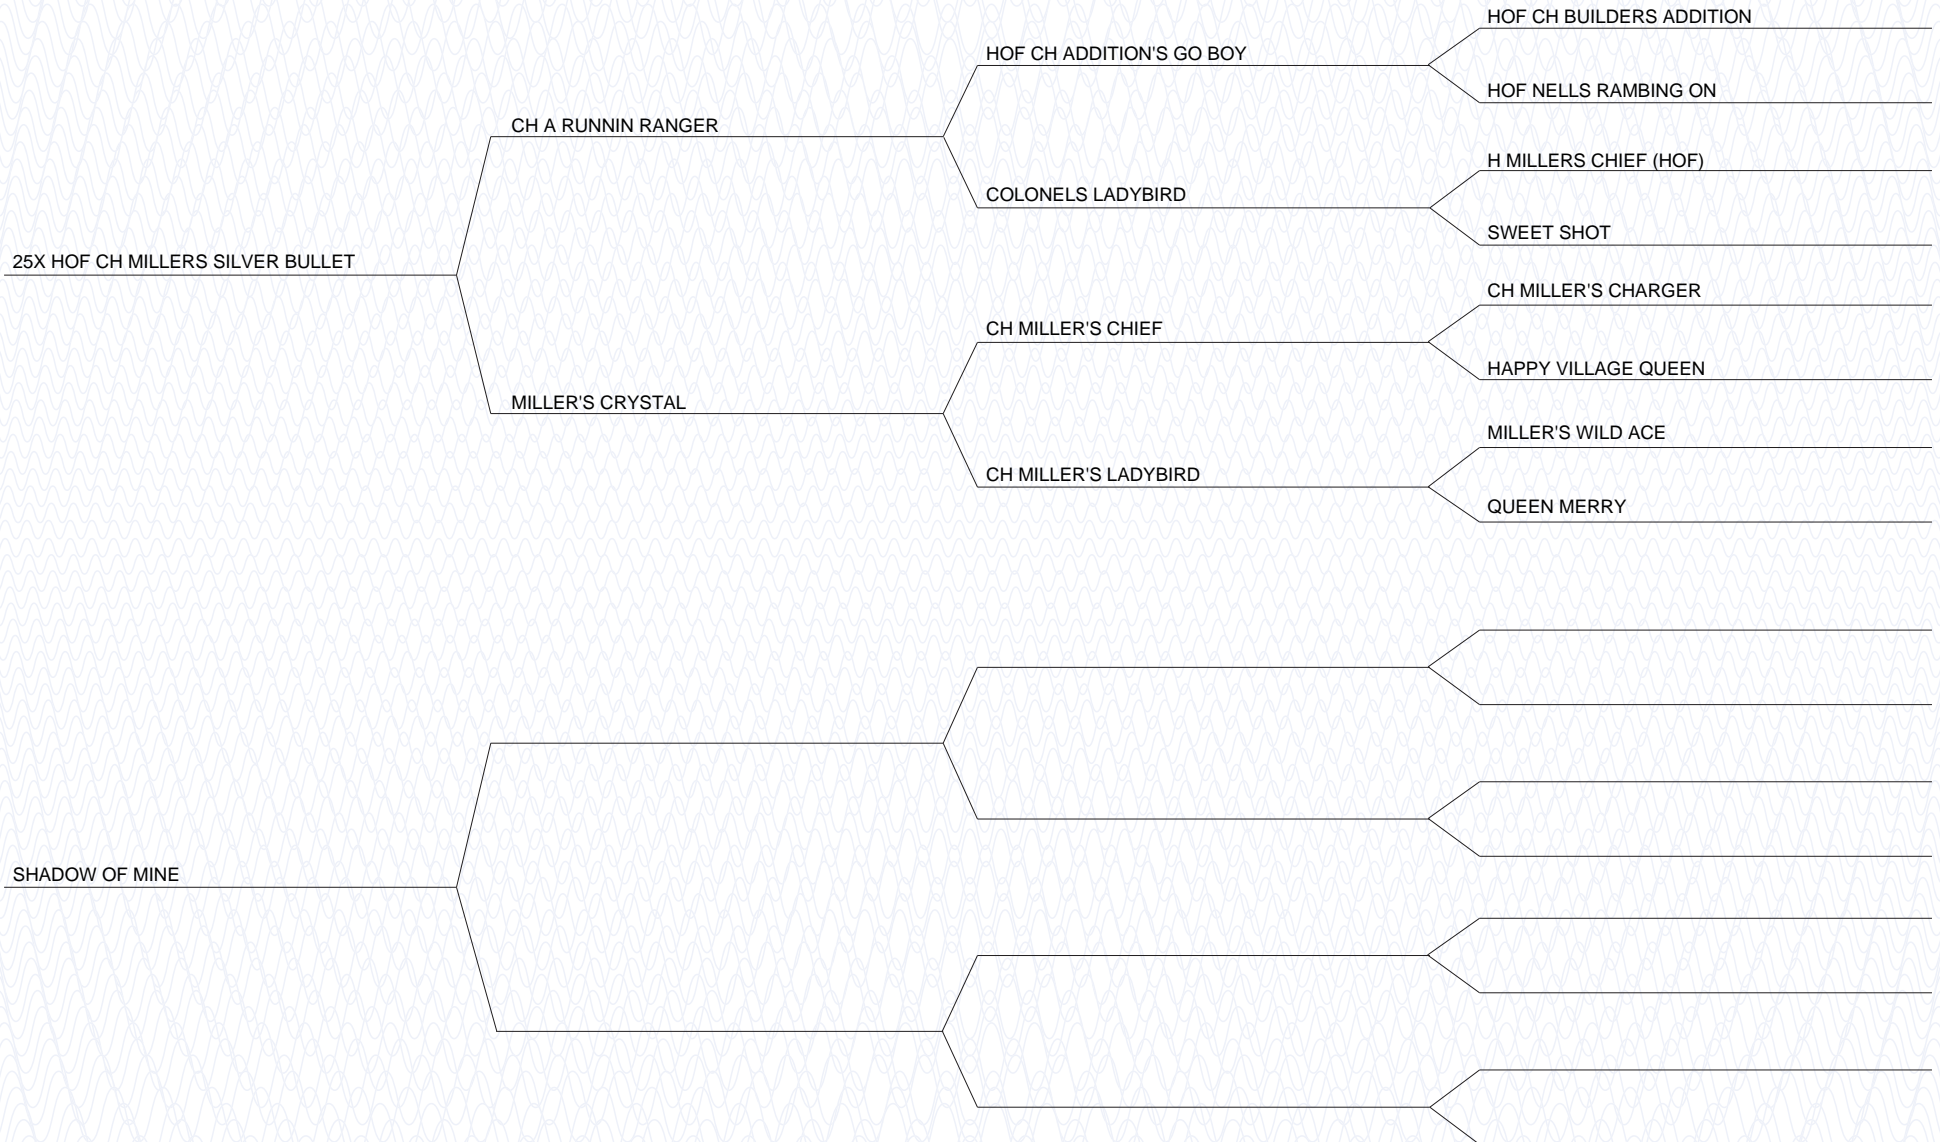 HOF CH BUILDERS ADDITION
HOF CH ADDITION'S GO BOY
HOF NELLS RAMBING ON
CH A RUNNIN RANGER
H MILLERS CHIEF (HOF)
COLONELS LADYBIRD
SWEET SHOT
25X HOF CH MILLERS SILVER BULLET
CH MILLER'S CHARGER
CH MILLER'S CHIEF
HAPPY VILLAGE QUEEN
MILLER'S CRYSTAL
MILLER'S WILD ACE
CH MILLER'S LADYBIRD
QUEEN MERRY
SHADOW OF MINE